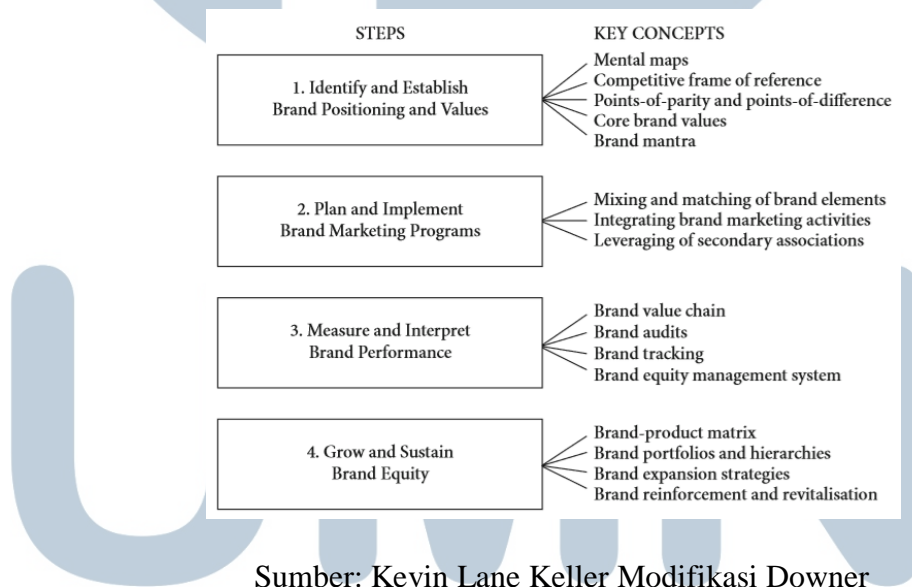 STEPS
KEY CONCEPTS
1. Identify and Establish
Brand Positioning and Values
Mental maps
Competitive frame of reference
Points-of-parity and points-of-difference
Core brand values
Brand mantra
2. Plan and Implement
Brand Marketing Programs
Mixing and matching of brand elements
Integrating brand marketing activities
Leveraging of secondary associations
3. Measure and Interpret
Brand Performance
Brand value chain
Brand audits
Brand tracking
Brand equity management system
4. Grow and Sustain
Brand Equity
Brand-product matrix
Brand portfolios and hierarchies
Brand expansion strategies
Brand reinforcement and revitalisation
Sumber: Kevin Lane Keller Modifikasi Downer